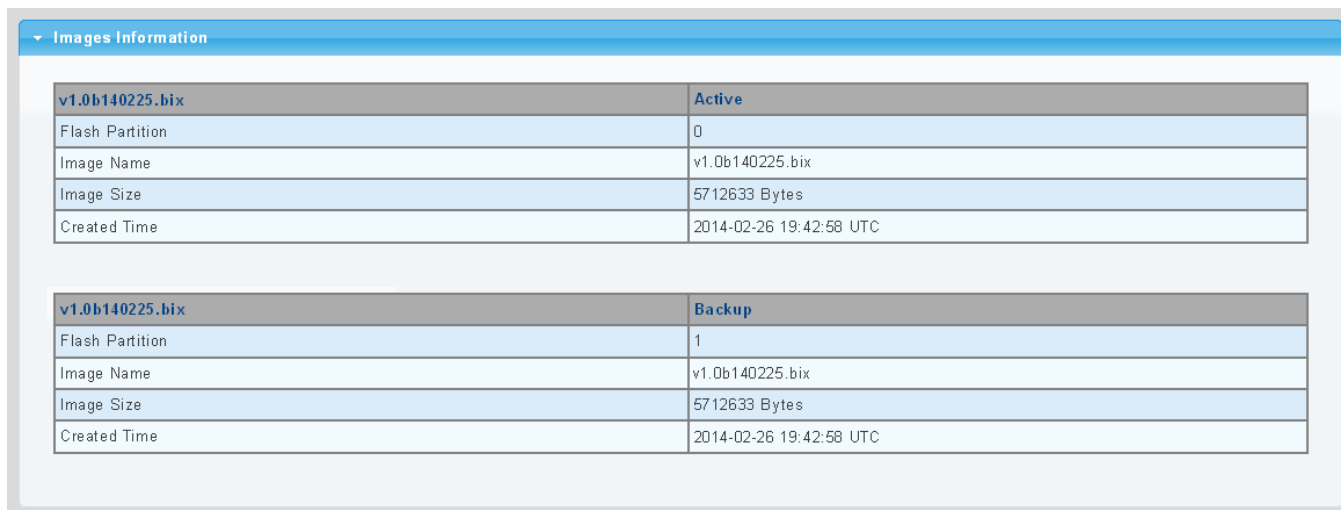 Images Information
v1.0b140225.bix Active
Flash Partition 0
Image Name v1.0b140225.bix
Image Size 5712633 Bytes
Created Time 2014-02-26 19:42:58 UTC
v1.0b140225.bix Backup
Flash Partition 1
Image Name v1.0b140225.bix
Image Size 5712633 Bytes
Created Time 2014-02-26 19:42:58 UTC